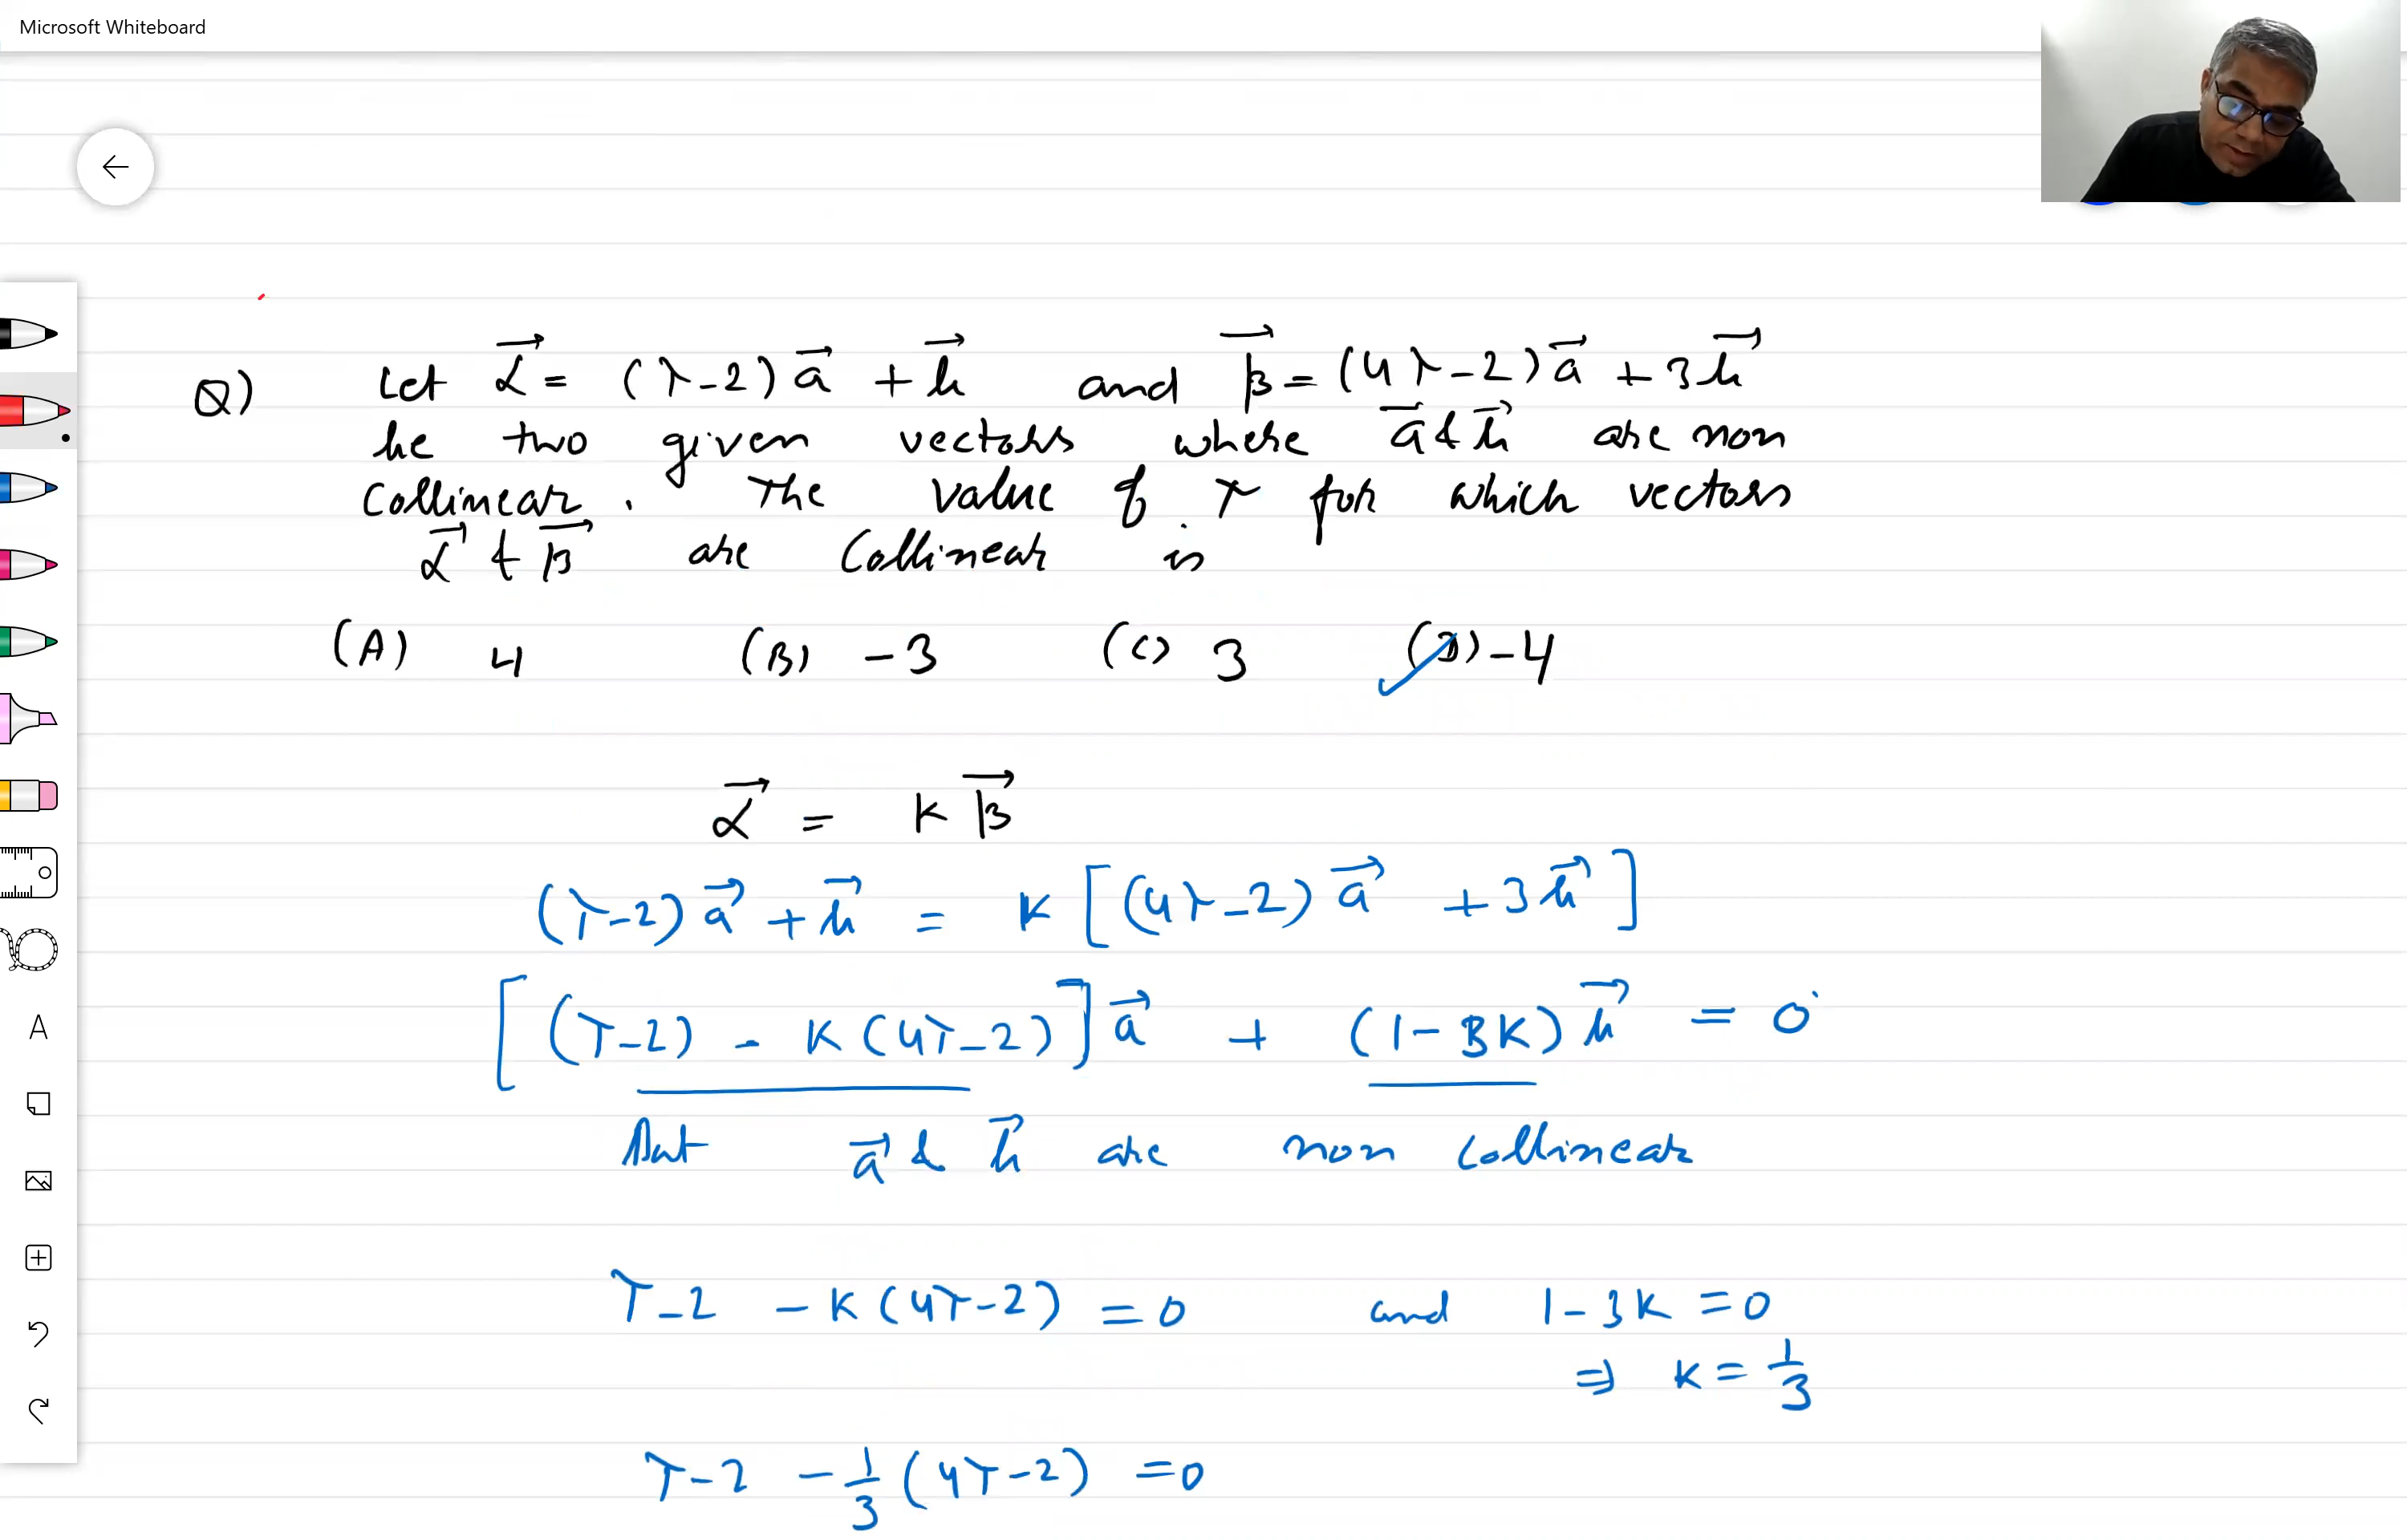 Microsoft Whiteboard
Q) Let α⃗ = (λ-2)a⃗ + b⃗ and β⃗ = (4λ-2)a⃗ + 3b⃗
be two given vectors where a⃗ & b⃗ are non
collinear. The value of λ for which vectors
α⃗ & β⃗ are collinear is
(A) 4 (B) -3 (C) 3 (D) -4
α⃗ = K β⃗
(λ-2)a⃗ + b⃗ = K[(4λ-2)a⃗ + 3b⃗]
[(λ-2) - K(4λ-2)]a⃗ + (1-3K)b⃗ = 0
But a⃗ & b⃗ are non collinear
λ-2 - K(4λ-2) = 0 and 1-3K = 0
⇒ K = 1/3
λ-2 - 1/3(4λ-2) = 0
A